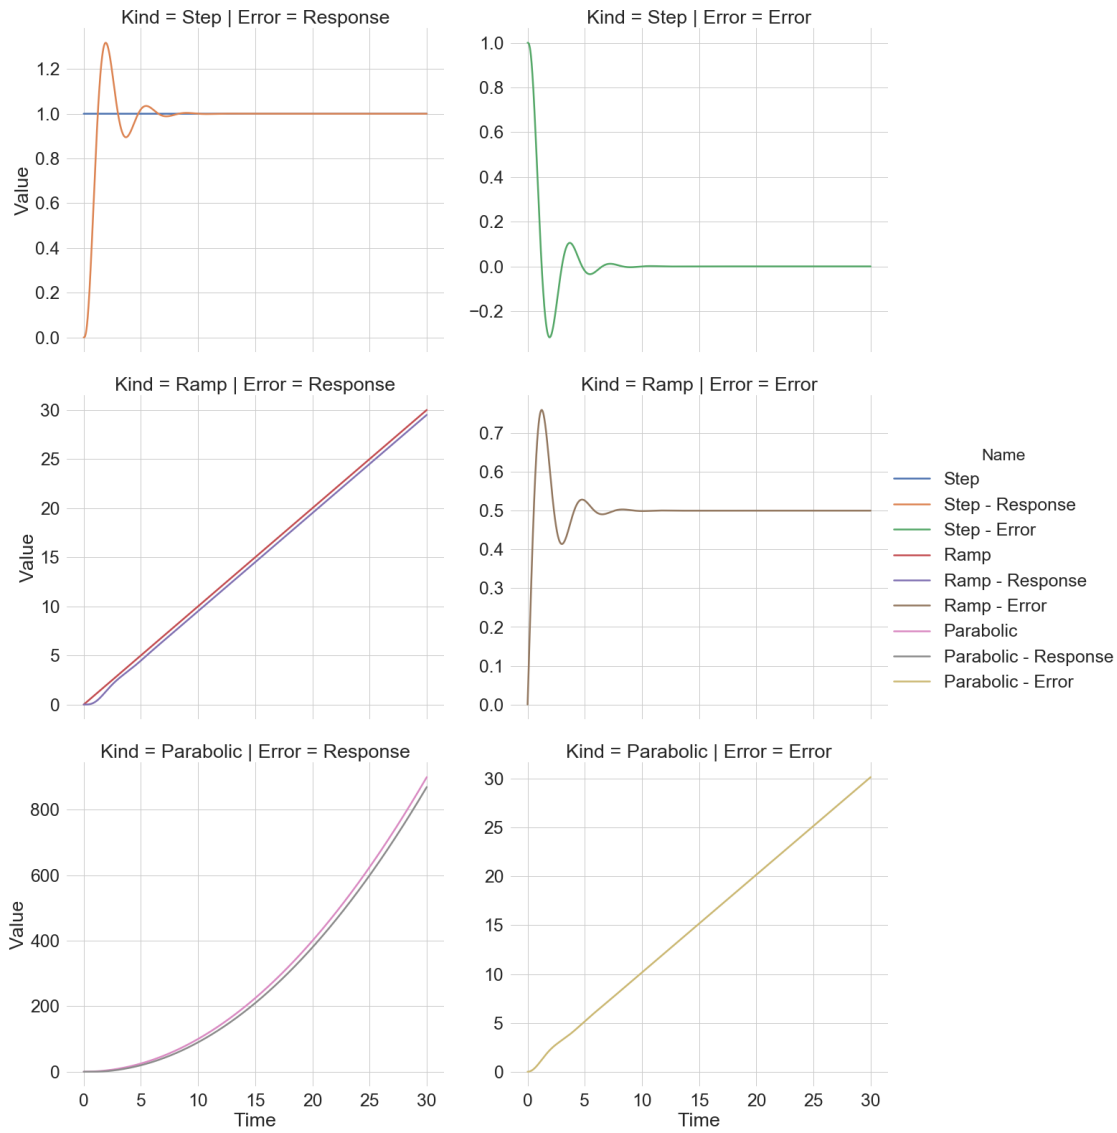 Kind = Step | Error = Response
Kind = Step | Error = Error
1.2
1.0
0.8
0.6
0.4
0.2
0.0
Value
1.0
0.8
0.6
0.4
0.2
0.0
−0.2
Kind = Ramp | Error = Response
Kind = Ramp | Error = Error
30
25
20
15
10
5
0
Value
0.7
0.6
0.5
0.4
0.3
0.2
0.1
0.0
Name
Step
Step - Response
Step - Error
Ramp
Ramp - Response
Ramp - Error
Parabolic
Parabolic - Response
Parabolic - Error
Kind = Parabolic | Error = Response
Kind = Parabolic | Error = Error
800
600
400
200
0
Value
0 5 10 15 20 25 30
Time
30
25
20
15
10
5
0
0 5 10 15 20 25 30
Time